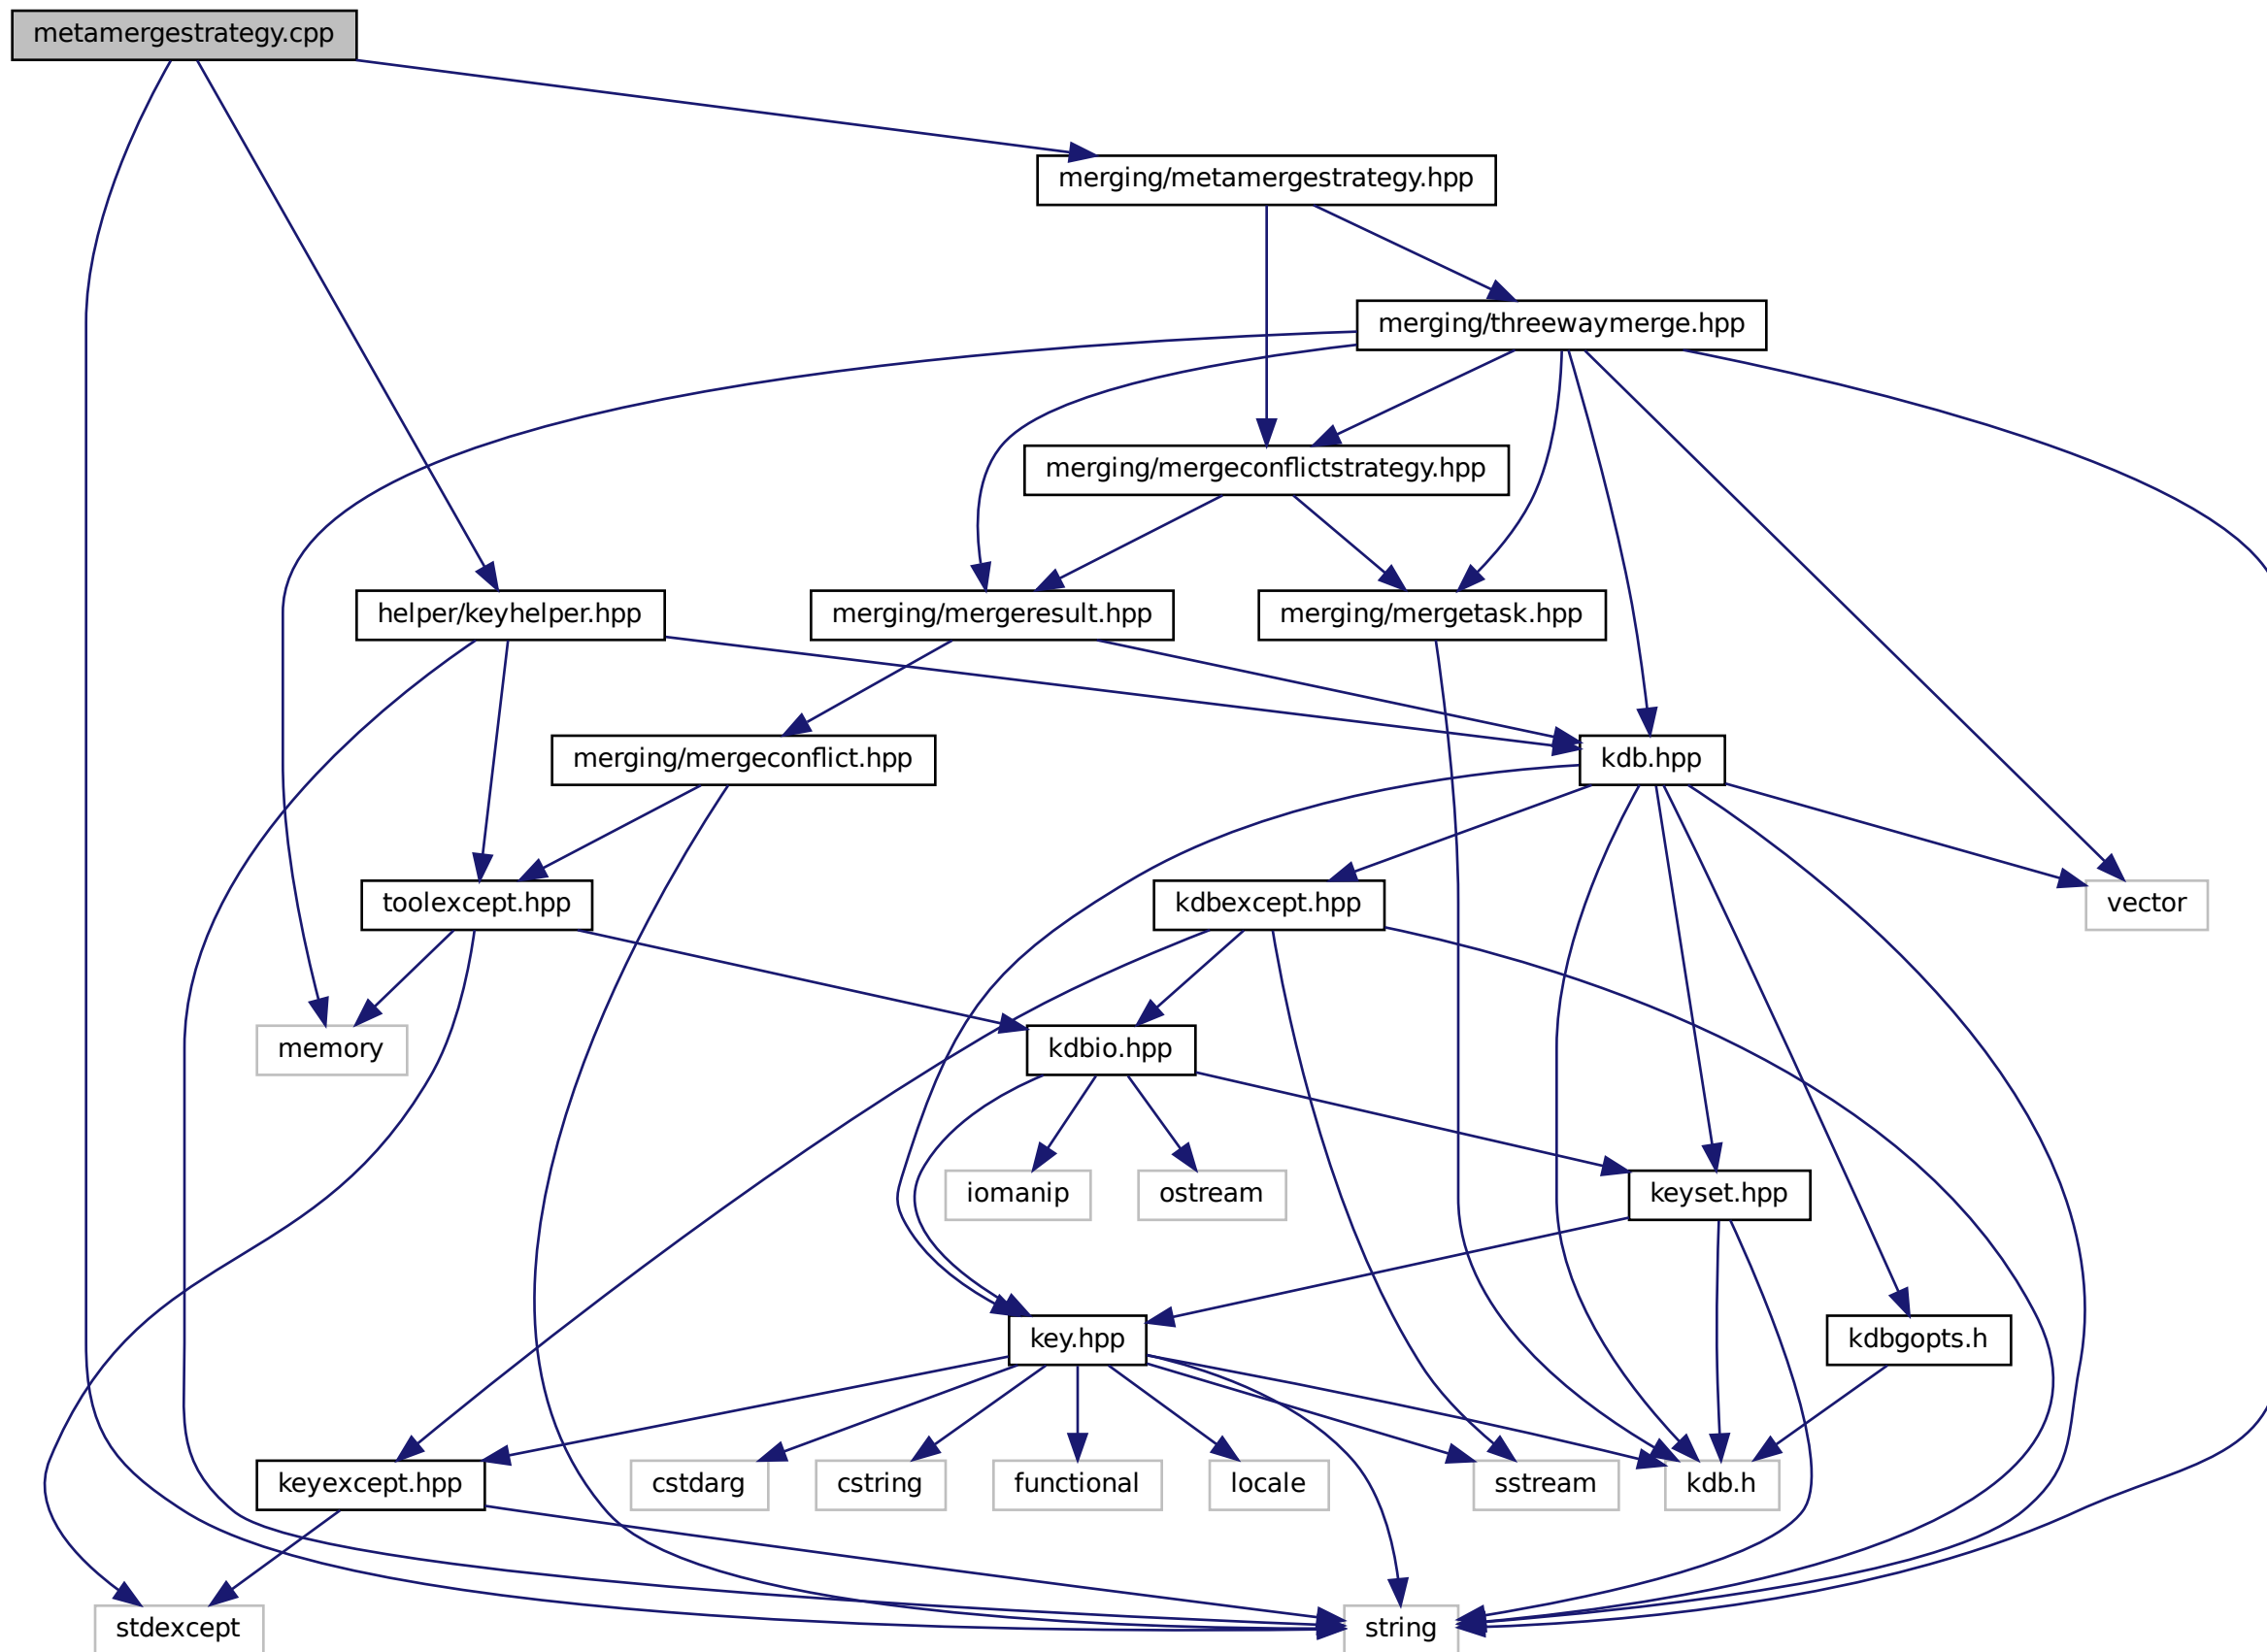 metamergestrategy.cpp
merging/metamergestrategy.hpp
merging/threewaymerge.hpp
merging/mergeconflictstrategy.hpp
helper/keyhelper.hpp
merging/mergeresult.hpp
merging/mergetask.hpp
merging/mergeconflict.hpp
kdb.hpp
toolexcept.hpp
kdbexcept.hpp
vector
memory
kdbio.hpp
iomanip
ostream
keyset.hpp
key.hpp
kdbgopts.h
keyexcept.hpp
cstdarg
cstring
functional
locale
sstream
kdb.h
stdexcept
string